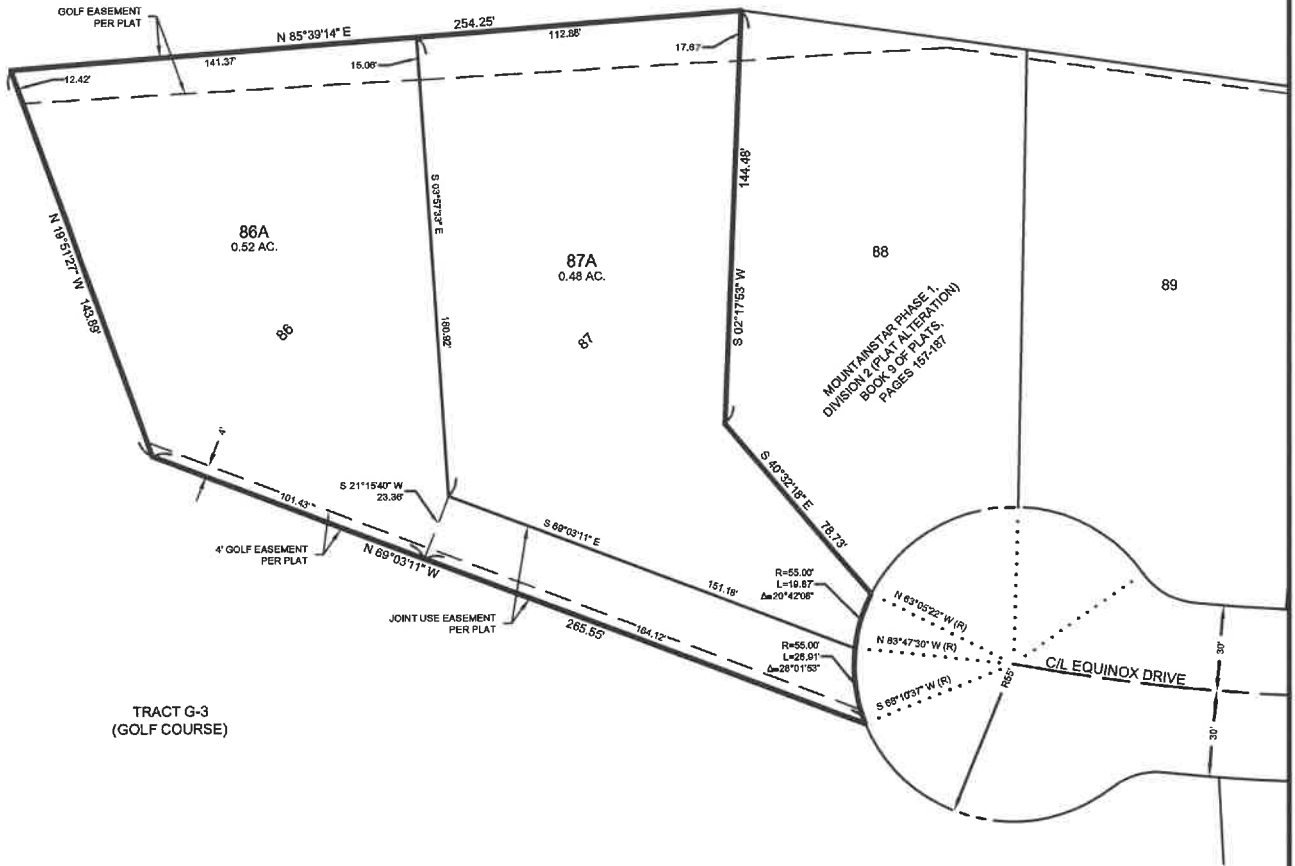 GOLF EASEMENT
PER PLAT
N 85°39'14" E
254.25'
141.37'
112.88'
12.42'
15.06'
17.67'
N 19°51'27" W 143.89'
S 03°57'33" E
160.92'
144.48'
S 02°17'53" W
86A
0.52 AC.
86
87A
0.48 AC.
87
88
89
MOUNTAINSTAR PHASE 1,
DIVISION 2 (PLAT ALTERATION)
BOOK 9 OF PLATS,
PAGES 157-187
S 40°32'18" E 78.73'
4'
101.43'
4' GOLF EASEMENT
PER PLAT
S 21°15'40" W
23.36'
N 69°03'11" W
265.55'
164.12'
S 69°03'11" E
151.18'
JOINT USE EASEMENT
PER PLAT
R=55.00'
L=19.87'
Δ=20°42'08"
R=55.00'
L=26.91'
Δ=28°01'53"
N 63°05'22" W (R)
N 83°47'30" W (R)
S 68°10'37" W (R)
R55'
C/L EQUINOX DRIVE
30'
30'
TRACT G-3
(GOLF COURSE)